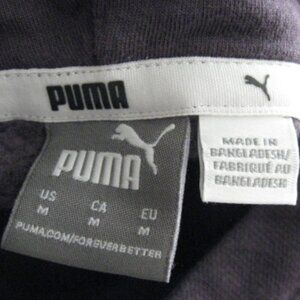 PUMA
PUMA
US CA EU
M M M
PUMA.COM/FOREVERBETTER
MADE IN
BANGLADESH/
FABRIQUÉ AU
BANGLADESH